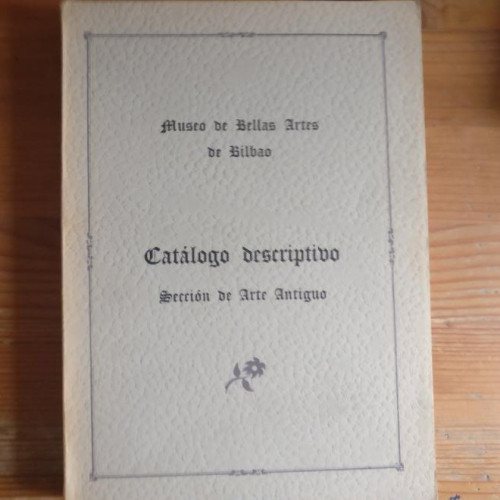 Museo de Bellas Artes
de Bilbao
Catálogo descriptivo
Sección de Arte Antiguo